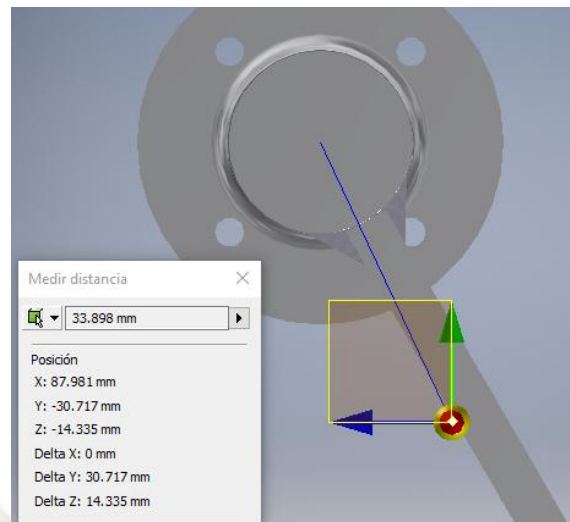 Medir distancia
33.898 mm
Posición
X: 87.981 mm
Y: -30.717 mm
Z: -14.335 mm
Delta X: 0 mm
Delta Y: 30.717 mm
Delta Z: 14.335 mm